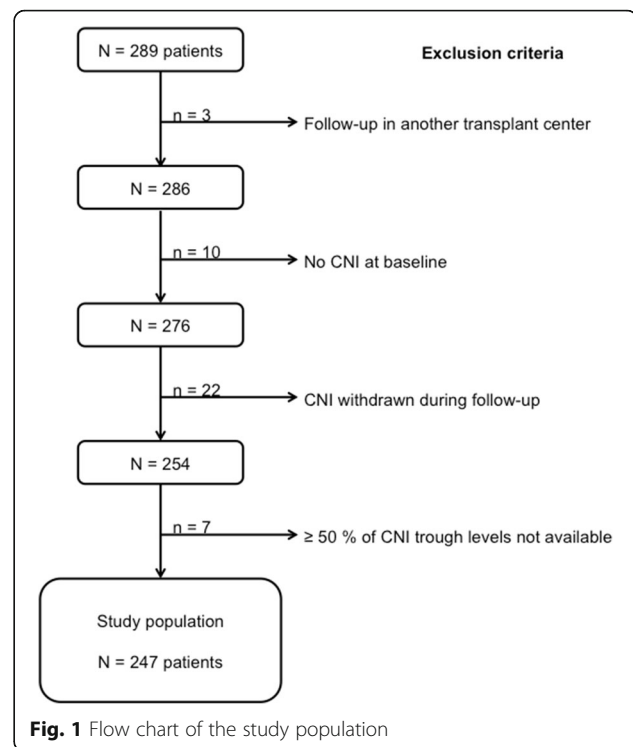 N = 289 patients
Exclusion criteria
n = 3
Follow-up in another transplant center
N = 286
n = 10
No CNI at baseline
N = 276
n = 22
CNI withdrawn during follow-up
N = 254
n = 7
≥ 50 % of CNI trough levels not available
Study population
N = 247 patients
Fig. 1 Flow chart of the study population